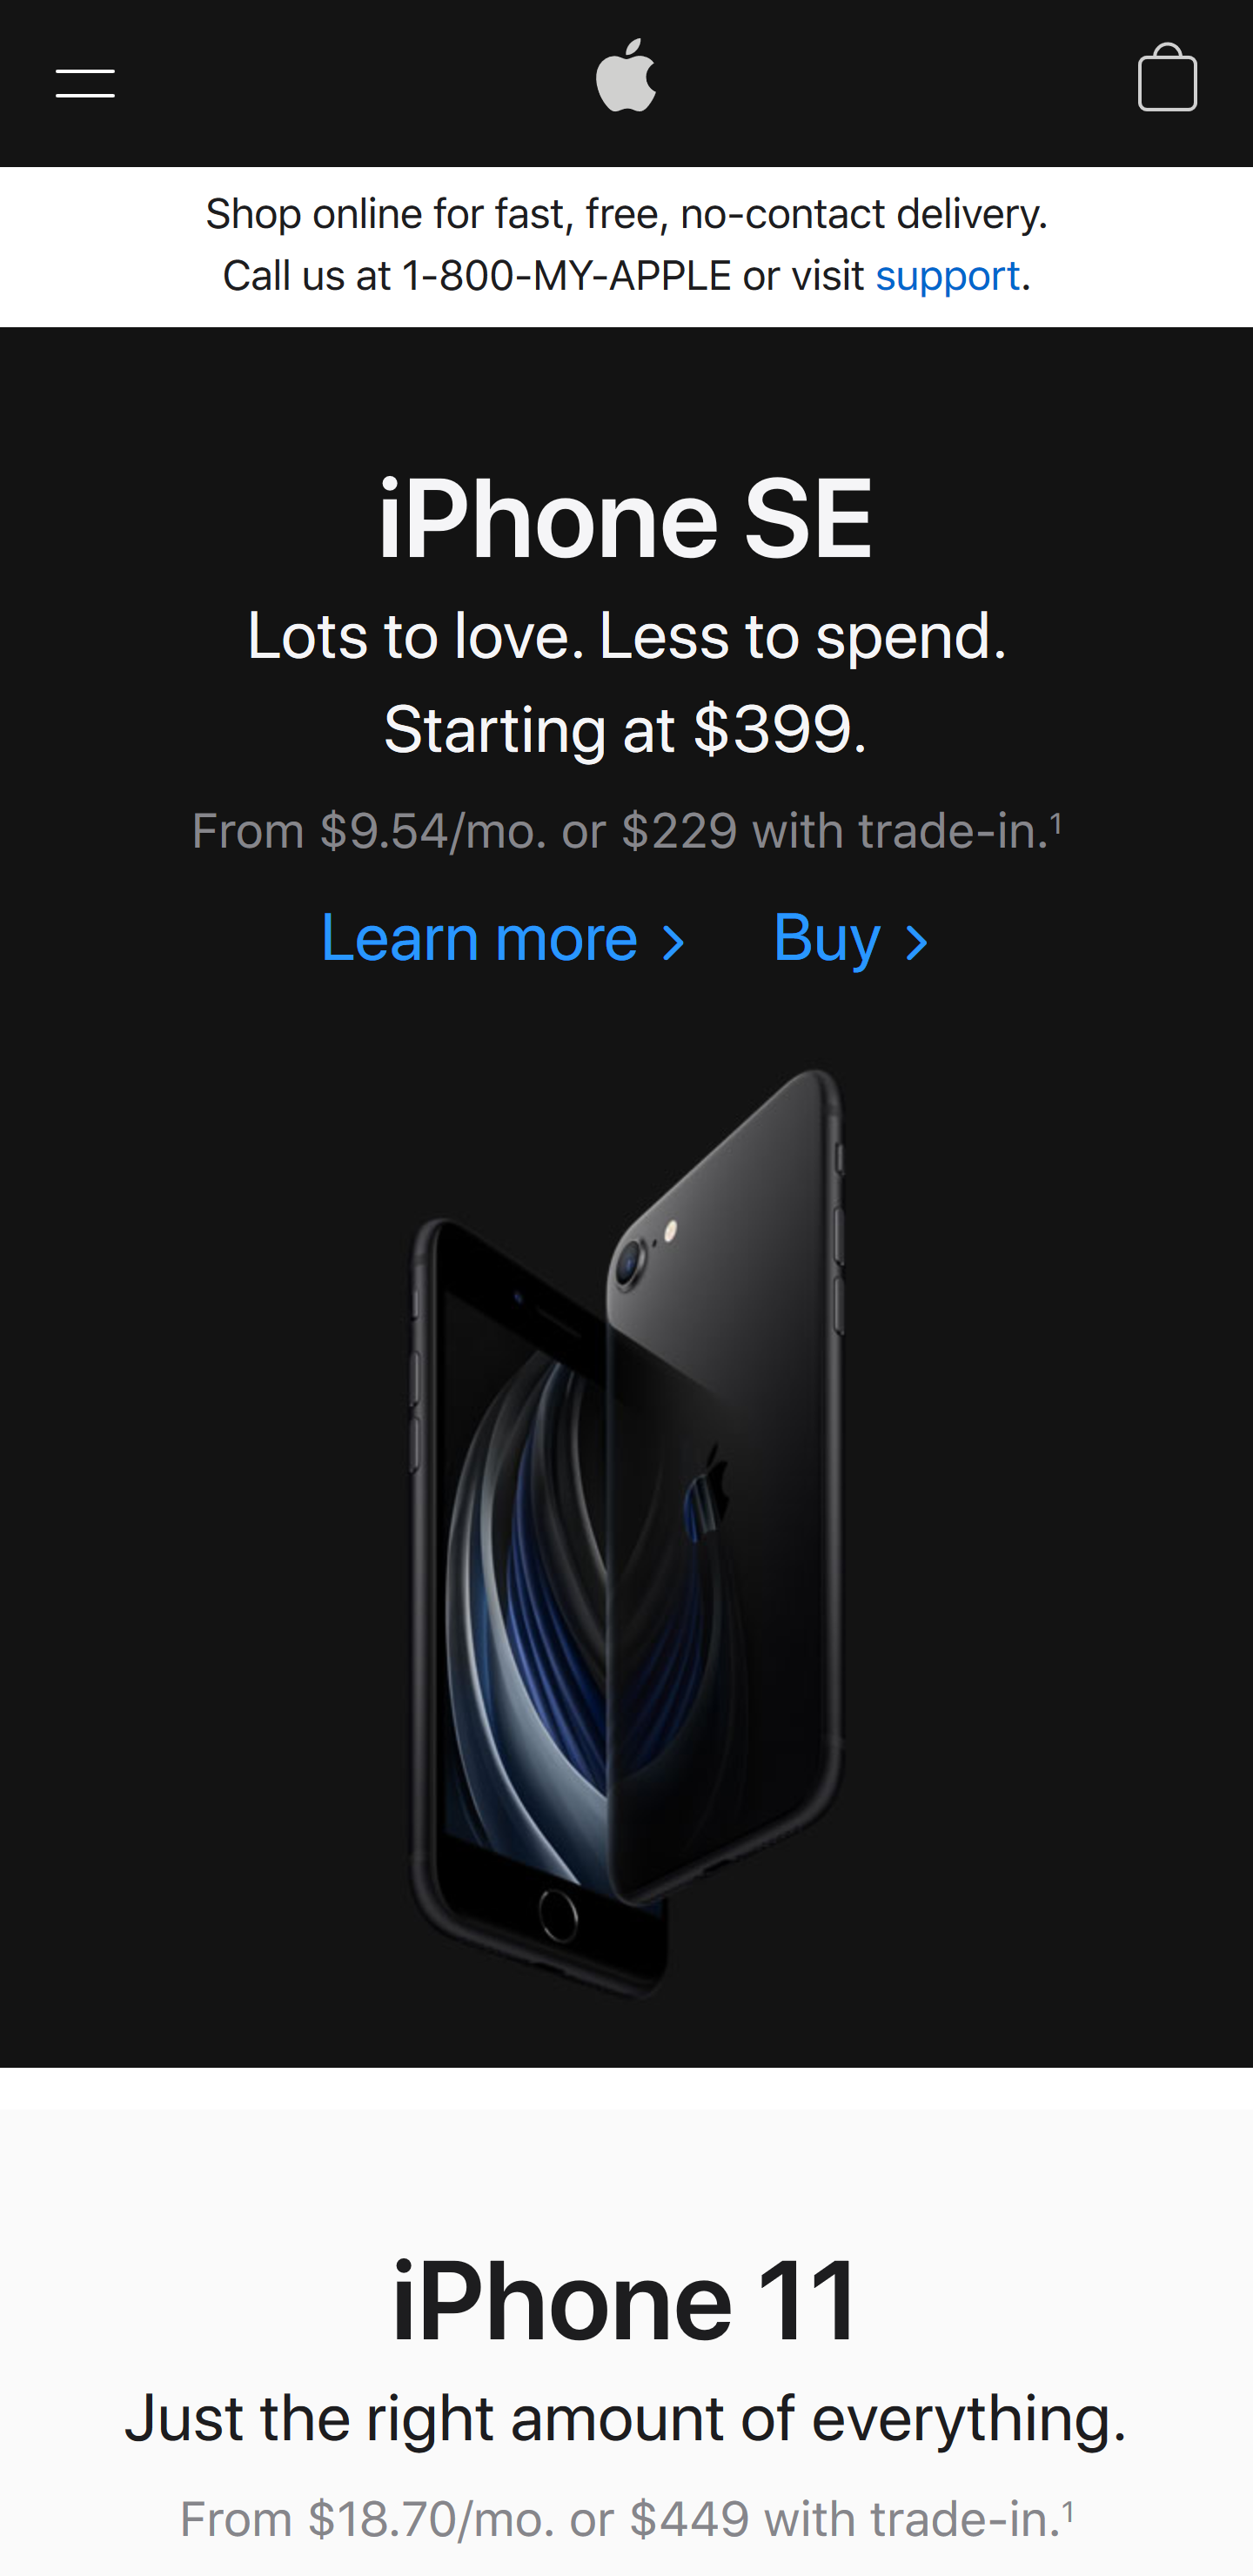 Shop online for fast, free, no-contact delivery.
Call us at 1-800-MY-APPLE or visit support.
iPhone SE
Lots to love. Less to spend.
Starting at $399.
From $9.54/mo. or $229 with trade-in.¹
Learn more > Buy >
iPhone 11
Just the right amount of everything.
From $18.70/mo. or $449 with trade-in.¹